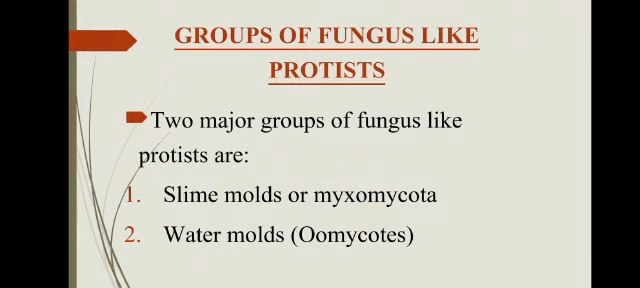 GROUPS OF FUNGUS LIKE
PROTISTS
Two major groups of fungus like
protists are:
1. Slime molds or myxomycota
2. Water molds (Oomycotes)